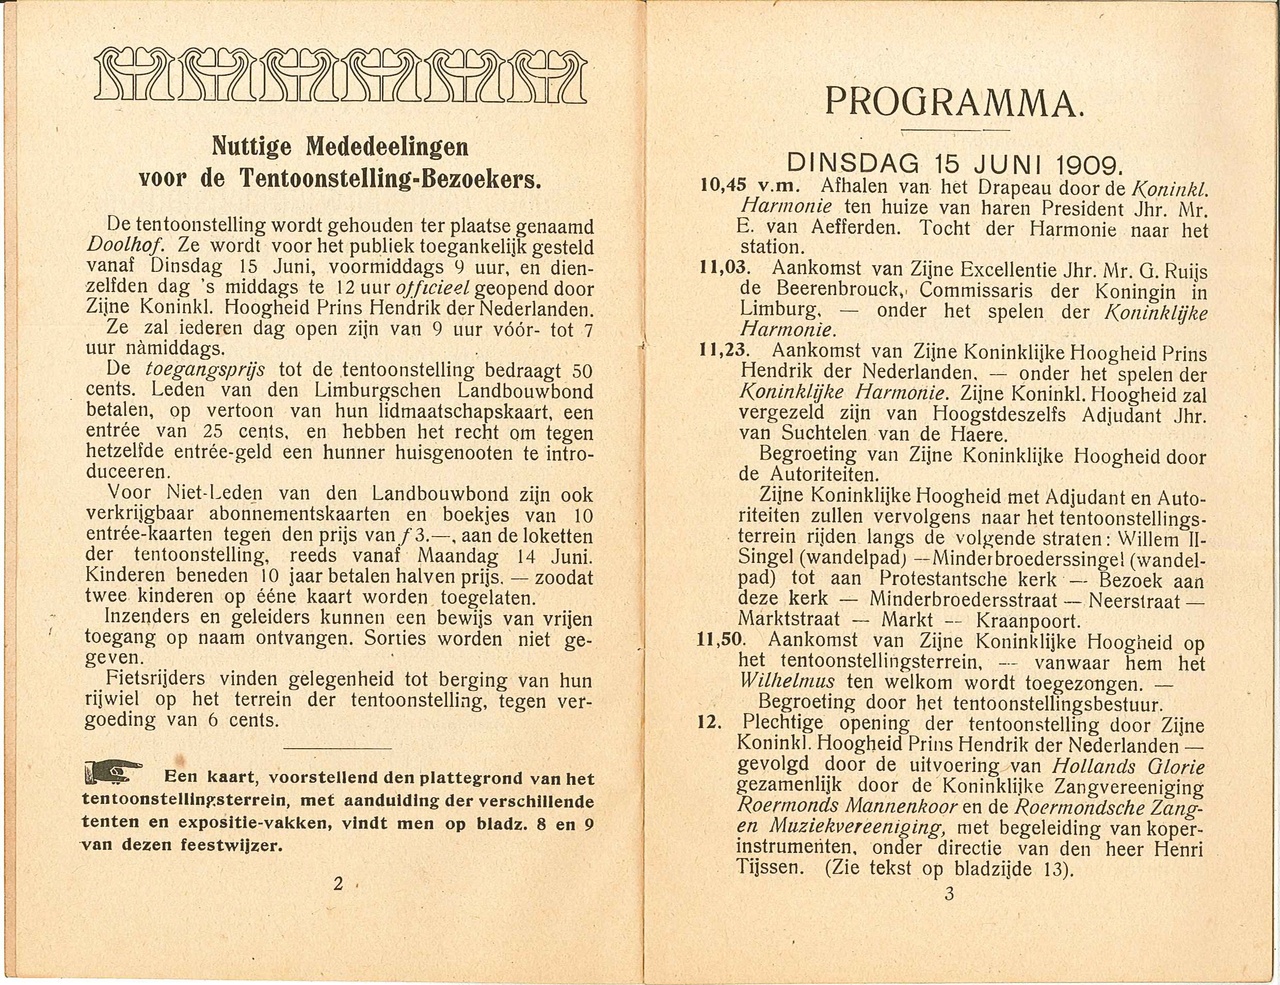 Nuttige Mededeelingen
voor de Tentoonstelling-Bezoekers.
De tentoonstelling wordt gehouden ter plaatse genaamd
Doolhof. Ze wordt voor het publiek toegankelijk gesteld
vanaf Dinsdag 15 Juni, voormiddags 9 uur, en dien-
zelfden dag 's middags te 12 uur officieel geopend door
Zijne Koninkl. Hoogheid Prins Hendrik der Nederlanden.
Ze zal iederen dag open zijn van 9 uur vóór- tot 7
uur nàmiddags.
De toegangsprijs tot de tentoonstelling bedraagt 50
cents. Leden van den Limburgschen Landbouwbond
betalen, op vertoon van hun lidmaatschapskaart, een
entrée van 25 cents, en hebben het recht om tegen
hetzelfde entrée-geld een hunner huisgenooten te intro-
duceeren.
Voor Niet-Leden van den Landbouwbond zijn ook
verkrijgbaar abonnementskaarten en boekjes van 10
entrée-kaarten tegen den prijs van f 3.—, aan de loketten
der tentoonstelling, reeds vanaf Maandag 14 Juni.
Kinderen beneden 10 jaar betalen halven prijs. — zoodat
twee kinderen op ééne kaart worden toegelaten.
Inzenders en geleiders kunnen een bewijs van vrijen
toegang op naam ontvangen. Sorties worden niet ge-
geven.
Fietsrijders vinden gelegenheid tot berging van hun
rijwiel op het terrein der tentoonstelling, tegen ver-
goeding van 6 cents.
Een kaart, voorstellend den plattegrond van het
tentoonstellingsterrein, met aanduiding der verschillende
tenten en expositie-vakken, vindt men op bladz. 8 en 9
van dezen feestwijzer.
2
PROGRAMMA.
DINSDAG 15 JUNI 1909.
10,45 v.m. Afhalen van het Drapeau door de Koninkl.
Harmonie ten huize van haren President Jhr. Mr.
E. van Aefferden. Tocht der Harmonie naar het
station.
11,03. Aankomst van Zijne Excellentie Jhr. Mr. G. Ruijs
de Beerenbrouck, Commissaris der Koningin in
Limburg, — onder het spelen der Koninklijke
Harmonie.
11,23. Aankomst van Zijne Koninklijke Hoogheid Prins
Hendrik der Nederlanden, — onder het spelen der
Koninklijke Harmonie. Zijne Koninkl. Hoogheid zal
vergezeld zijn van Hoogstdeszelfs Adjudant Jhr.
van Suchtelen van de Haere.
Begroeting van Zijne Koninklijke Hoogheid door
de Autoriteiten.
Zijne Koninklijke Hoogheid met Adjudant en Auto-
riteiten zullen vervolgens naar het tentoonstellings-
terrein rijden langs de volgende straten: Willem II-
Singel (wandelpad) — Minderbroederssingel (wandel-
pad) tot aan Protestantsche kerk — Bezoek aan
deze kerk — Minderbroedersstraat — Neerstraat —
Marktstraat — Markt — Kraanpoort.
11,50. Aankomst van Zijne Koninklijke Hoogheid op
het tentoonstellingsterrein, — vanwaar hem het
Wilhelmus ten welkom wordt toegezongen. —
Begroeting door het tentoonstellingsbestuur.
12. Plechtige opening der tentoonstelling door Zijne
Koninkl. Hoogheid Prins Hendrik der Nederlanden —
gevolgd door de uitvoering van Hollands Glorie
gezamenlijk door de Koninklijke Zangvereeniging
Roermonds Mannenkoor en de Roermondsche Zang-
en Muziekvereeniging, met begeleiding van koper-
instrumenten, onder directie van den heer Henri
Tijssen. (Zie tekst op bladzijde 13).
3